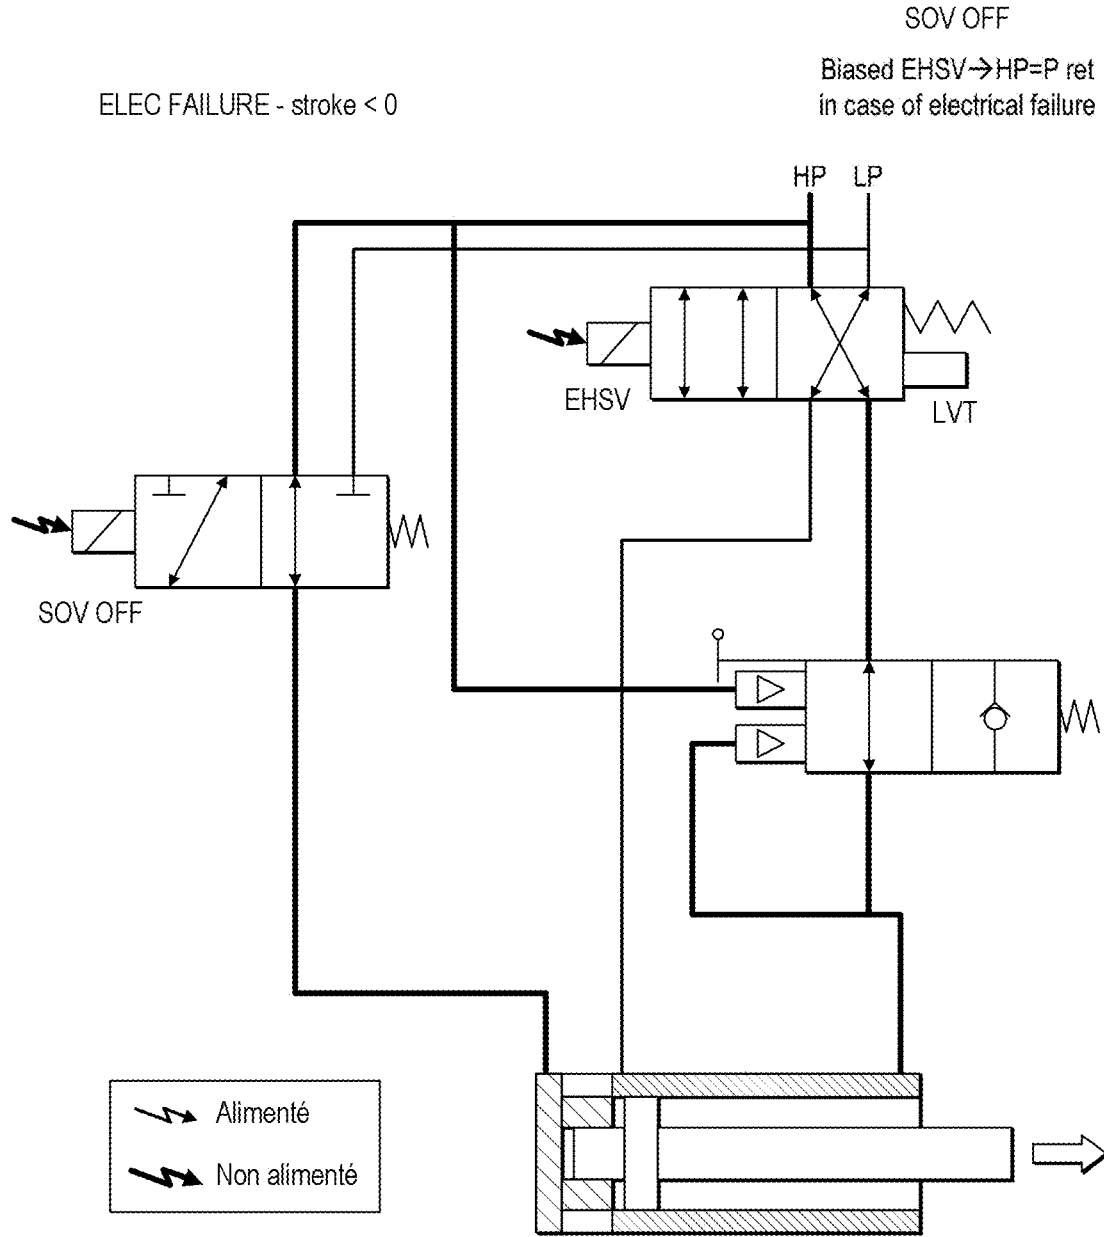 SOV OFF
Biased EHSV→HP=P ret
in case of electrical failure
ELEC FAILURE - stroke < 0
HP LP
EHSV
LVT
SOV OFF
Alimenté
Non alimenté